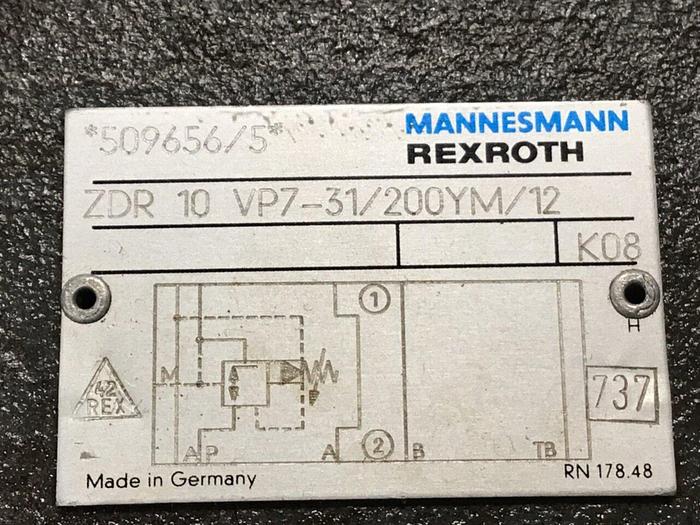 *509656/5*
MANNESMANN
REXROTH
ZDR 10 VP7-31/200YM/12
K08
1
H
M
42
REX
737
A P
A
2
B
TB
Made in Germany
RN 178.48